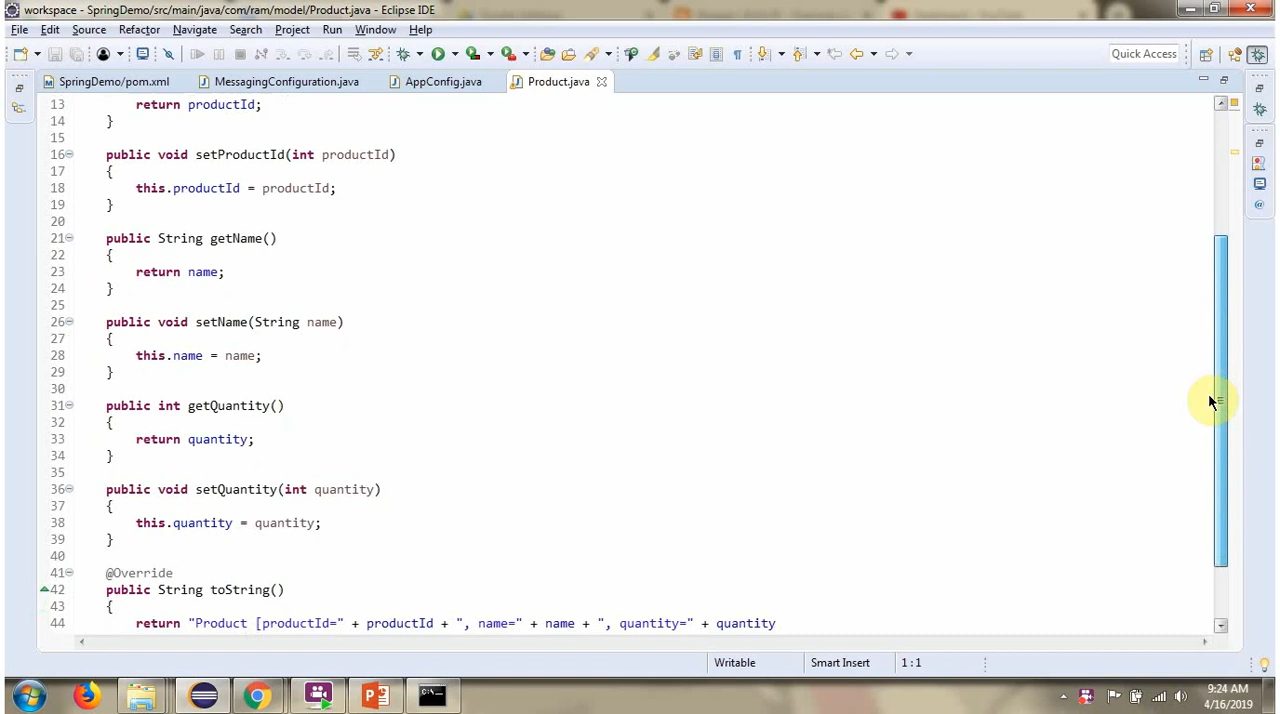 workspace - SpringDemo/src/main/java/com/ram/model/Product.java - Eclipse IDE
File Edit Source Refactor Navigate Search Project Run Window Help
Quick Access
SpringDemo/pom.xml MessagingConfiguration.java AppConfig.java Product.java
13 return productId;
14 }
15
16 public void setProductId(int productId)
17 {
18 this.productId = productId;
19 }
20
21 public String getName()
22 {
23 return name;
24 }
25
26 public void setName(String name)
27 {
28 this.name = name;
29 }
30
31 public int getQuantity()
32 {
33 return quantity;
34 }
35
36 public void setQuantity(int quantity)
37 {
38 this.quantity = quantity;
39 }
40
41 @Override
42 public String toString()
43 {
44 return "Product [productId=" + productId + ", name=" + name + ", quantity=" + quantity
Writable Smart Insert 1 : 1
9:24 AM
4/16/2019